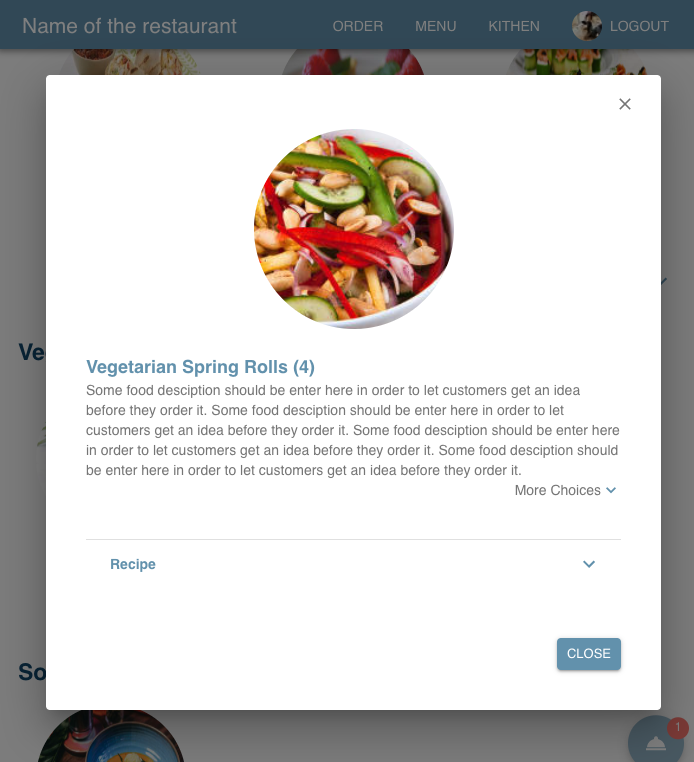 Name of the restaurant
ORDER
MENU
KITHEN
LOGOUT
Vegetarian Spring Rolls (4)
Some food desciption should be enter here in order to let customers get an idea
before they order it. Some food desciption should be enter here in order to let
customers get an idea before they order it. Some food desciption should be enter here
in order to let customers get an idea before they order it. Some food desciption should
be enter here in order to let customers get an idea before they order it.
More Choices
Recipe
CLOSE
Ve
So
1